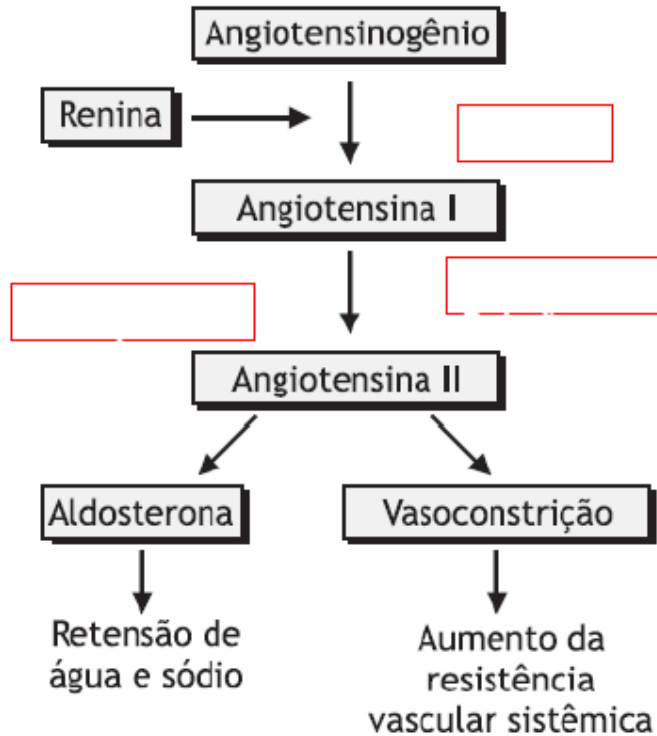 Angiotensinogênio
Renina
Angiotensina I
Angiotensina II
Aldosterona
Vasoconstrição
Retensão de
água e sódio
Aumento da
resistência
vascular sistêmica